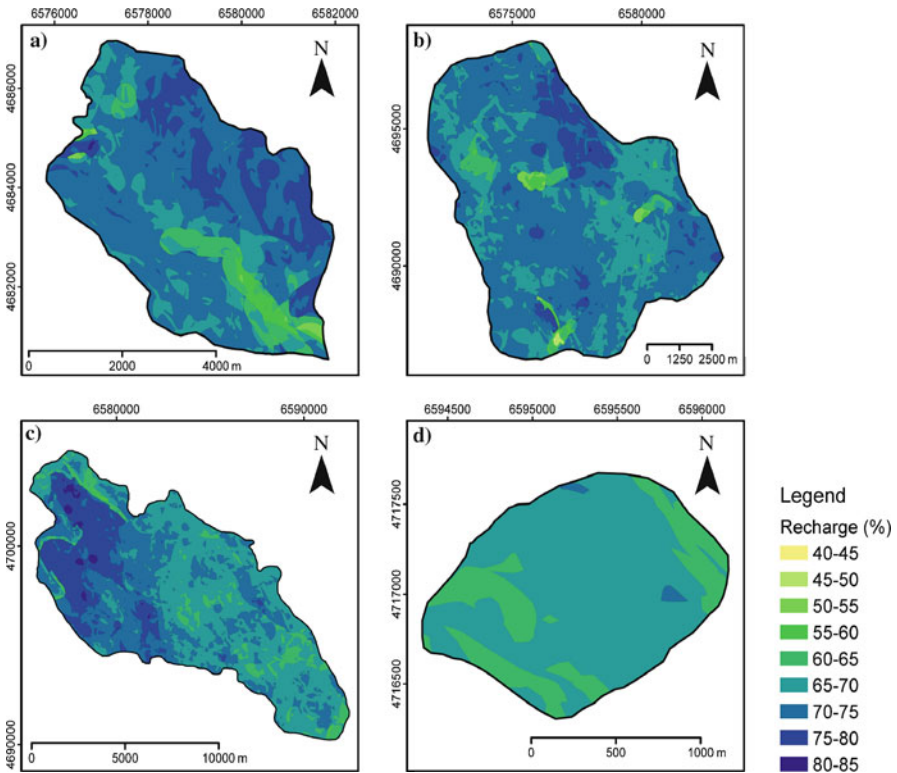 6576000 6578000 6580000 6582000
6575000 6580000
a)
N
4686000
4684000
4682000
0 2000 4000 m
b)
N
4695000
4690000
0 1250 2500 m
6580000 6590000
6594500 6595000 6595500 6596000
c)
N
4700000
4690000
0 5000 10000 m
d)
N
4717500
4717000
4716500
0 500 1000 m
Legend
Recharge (%)
40-45
45-50
50-55
55-60
60-65
65-70
70-75
75-80
80-85